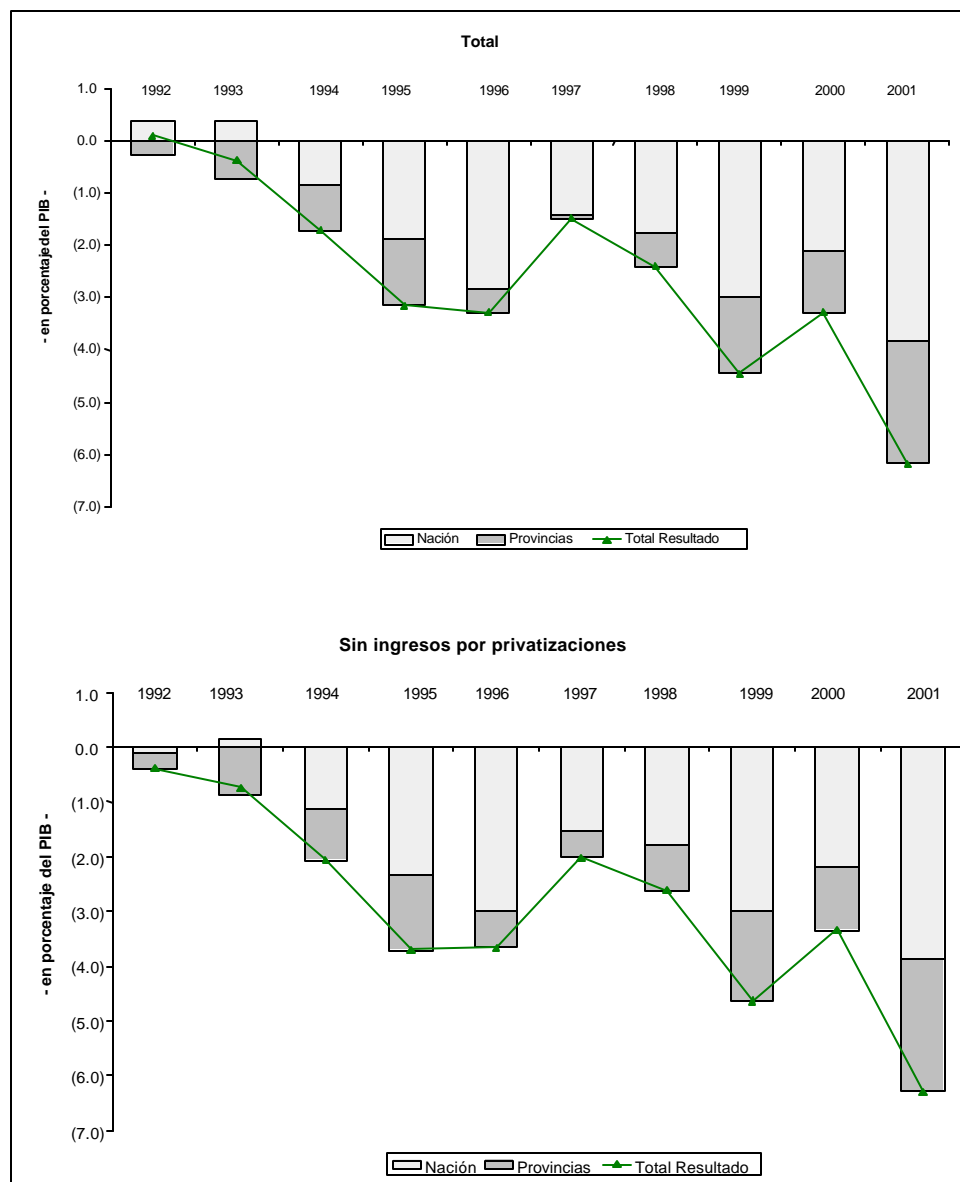 Total
1.0
1992 1993 1994 1995 1996 1997 1998 1999 2000 2001
0.0
(1.0)
(2.0)
(3.0)
(4.0)
(5.0)
(6.0)
(7.0)
- en porcentaje del PIB -
Nación Provincias Total Resultado
Sin ingresos por privatizaciones
1.0
1992 1993 1994 1995 1996 1997 1998 1999 2000 2001
0.0
(1.0)
(2.0)
(3.0)
(4.0)
(5.0)
(6.0)
(7.0)
- en porcentaje del PIB -
Nación Provincias Total Resultado